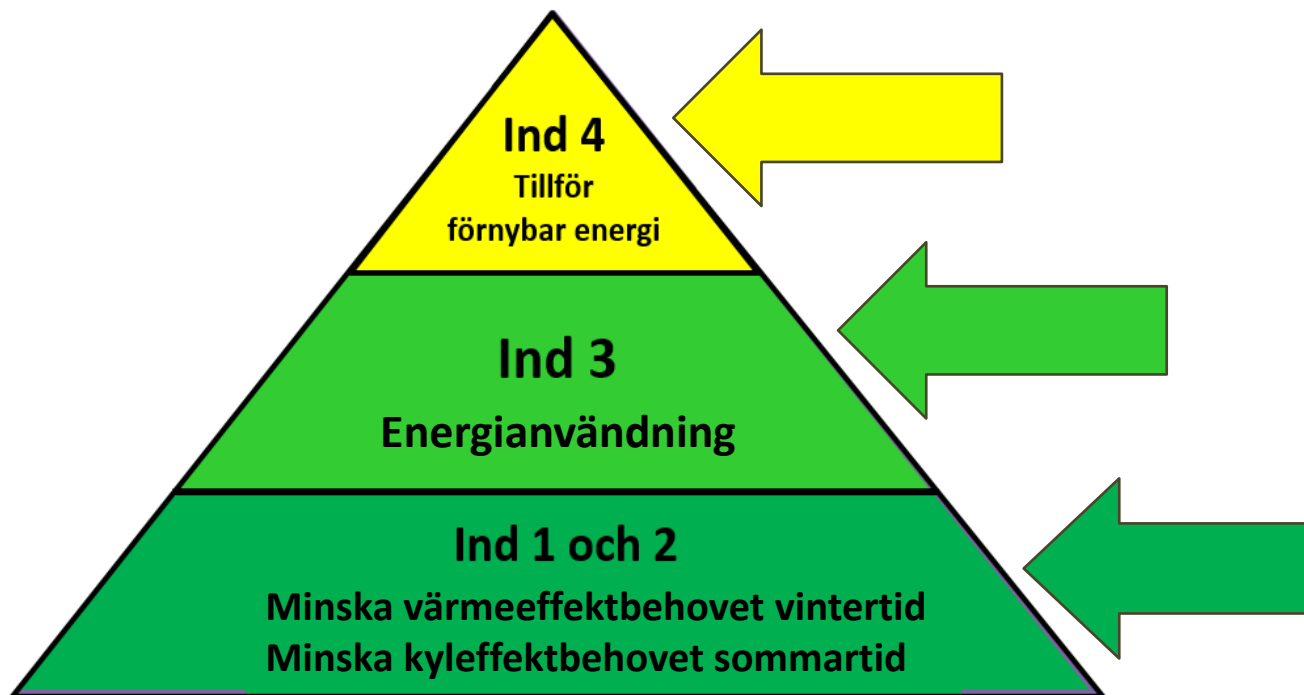 Ind 4
Tillför
förnybar energi
Ind 3
Energianvändning
Ind 1 och 2
Minska värmeeffektbehovet vintertid
Minska kyleffektbehovet sommartid